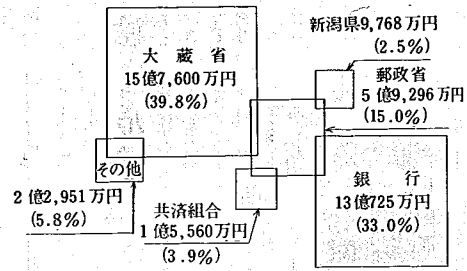 新潟県9,768万円
(2.5%)
大蔵省
15億7,600万円
(39.8%)
郵政省
5億9,296万円
(15.0%)
その他
2億2,951万円
(5.8%)
共済組合
1億5,560万円
(3.9%)
銀行
13億725万円
(33.0%)